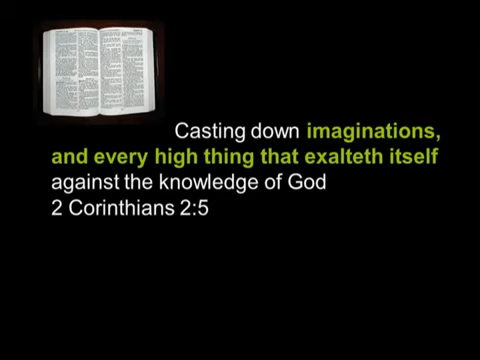 Casting down imaginations,
and every high thing that exalteth itself
against the knowledge of God
2 Corinthians 2:5